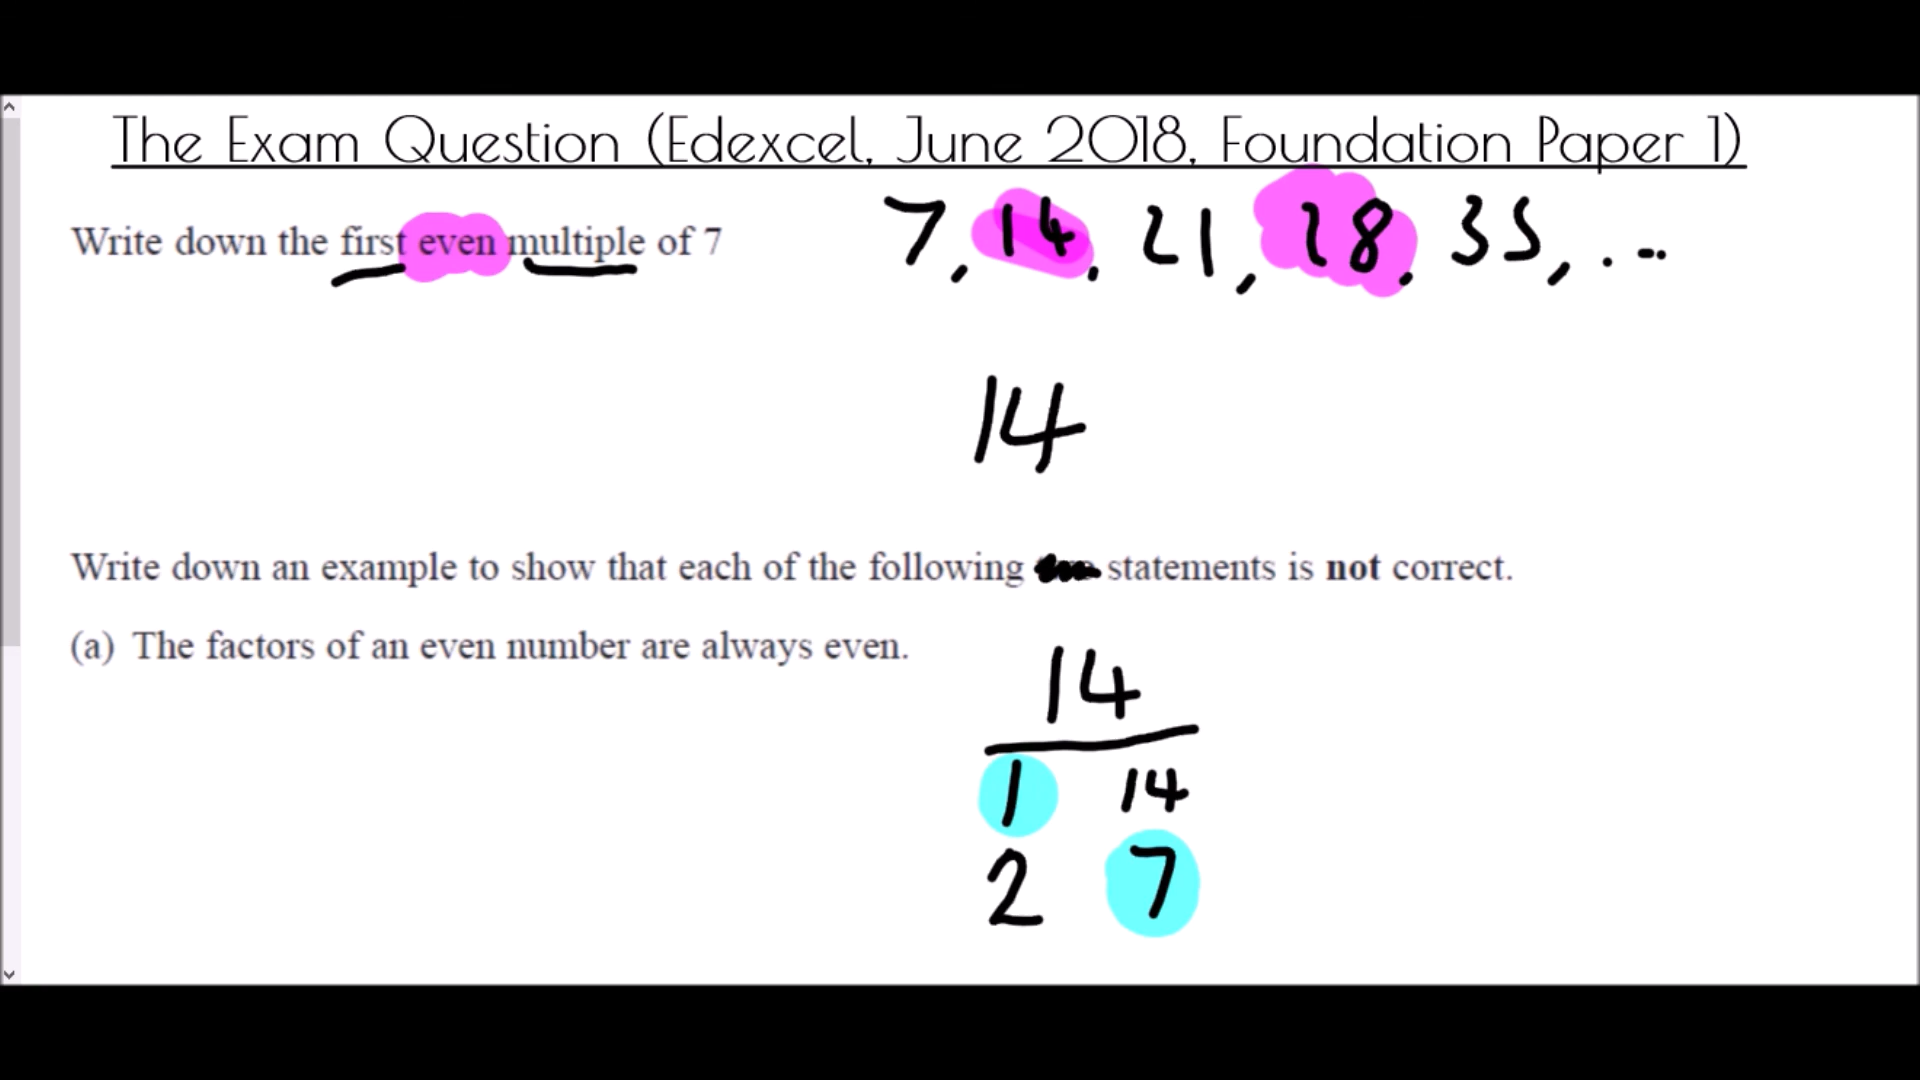 The Exam Question (Edexcel, June 2018, Foundation Paper 1)
Write down the first even multiple of 7
7, 14, 21, 28, 35, ...
14
Write down an example to show that each of the following statements is not correct.
(a) The factors of an even number are always even.
14
1 14
2 7